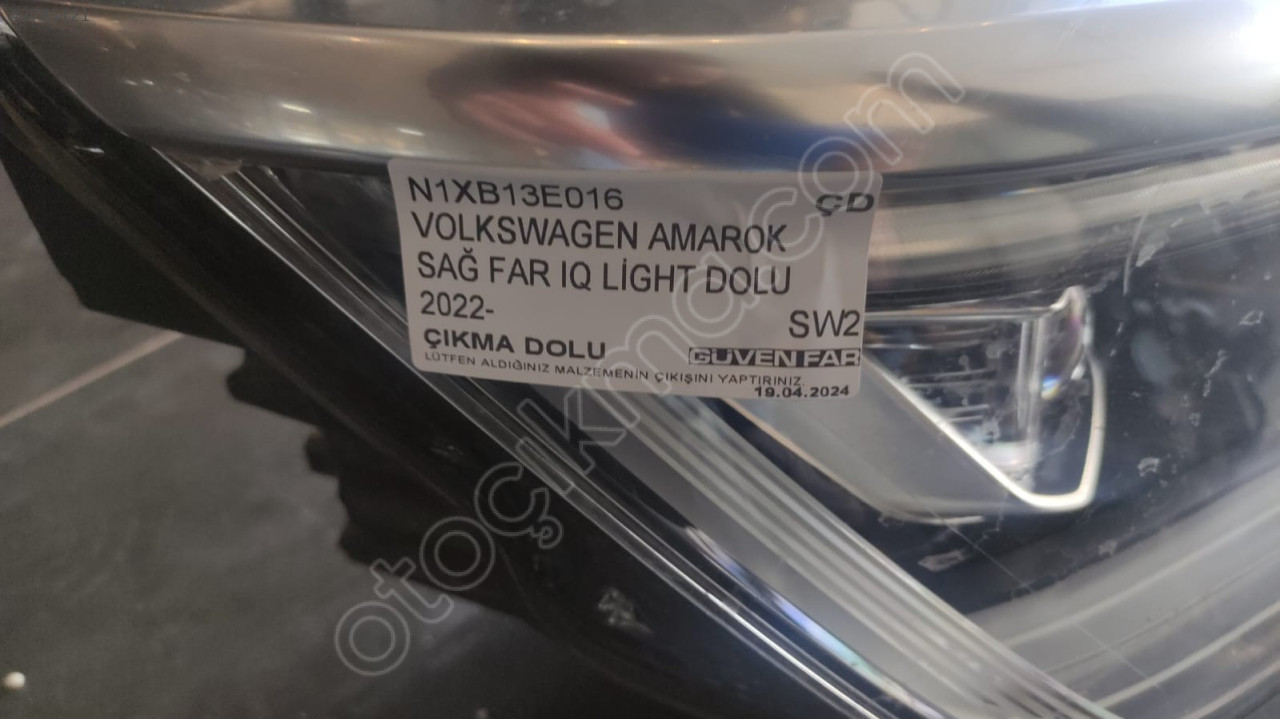 N1XB13E016
ÇD
VOLKSWAGEN AMAROK
SAĞ FAR IQ LİGHT DOLU
2022-
SW2
ÇIKMA DOLU
GÜVEN FAR
LÜTFEN ALDIĞINIZ MALZEMENİN ÇIKIŞINI YAPTIRINIZ.
19.04.2024
otoçıkmacı.com